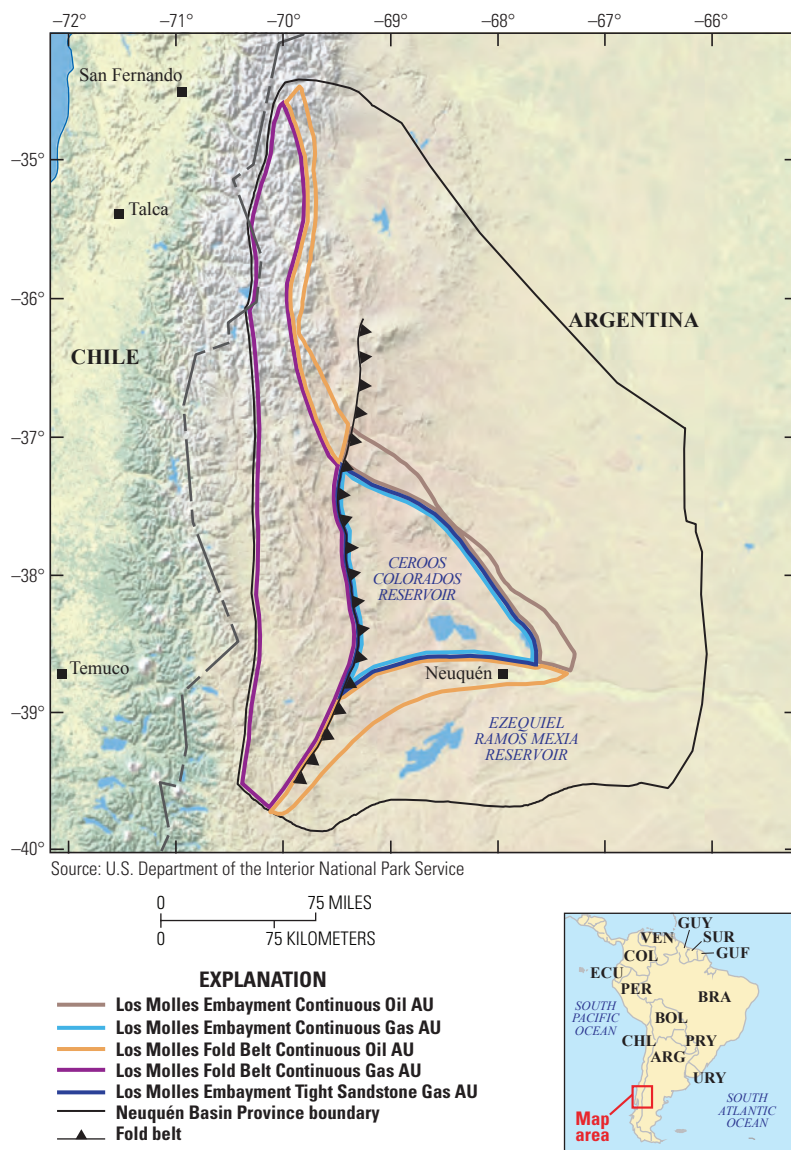 −72 −71° −70° −69° −68° −67° −66°
San Fernando
−35°
Talca
−36°
ARGENTINA
CHILE
−37°
CEROOS
COLORADOS
RESERVOIR
−38°
Temuco
Neuquén
−39°
EZEQUIEL
RAMOS MEXIA
RESERVOIR
−40°
Source: U.S. Department of the Interior National Park Service
0 75 MILES
0 75 KILOMETERS
EXPLANATION
Los Molles Embayment Continuous Oil AU
Los Molles Embayment Continuous Gas AU
Los Molles Fold Belt Continuous Oil AU
Los Molles Fold Belt Continuous Gas AU
Los Molles Embayment Tight Sandstone Gas AU
Neuquén Basin Province boundary
Fold belt
GUY
VEN
SUR
COL
GUF
ECU
PER
BRA
SOUTH
PACIFIC
OCEAN
BOL
CHL
PRY
ARG
URY
Map
area
SOUTH
ATLANTIC
OCEAN